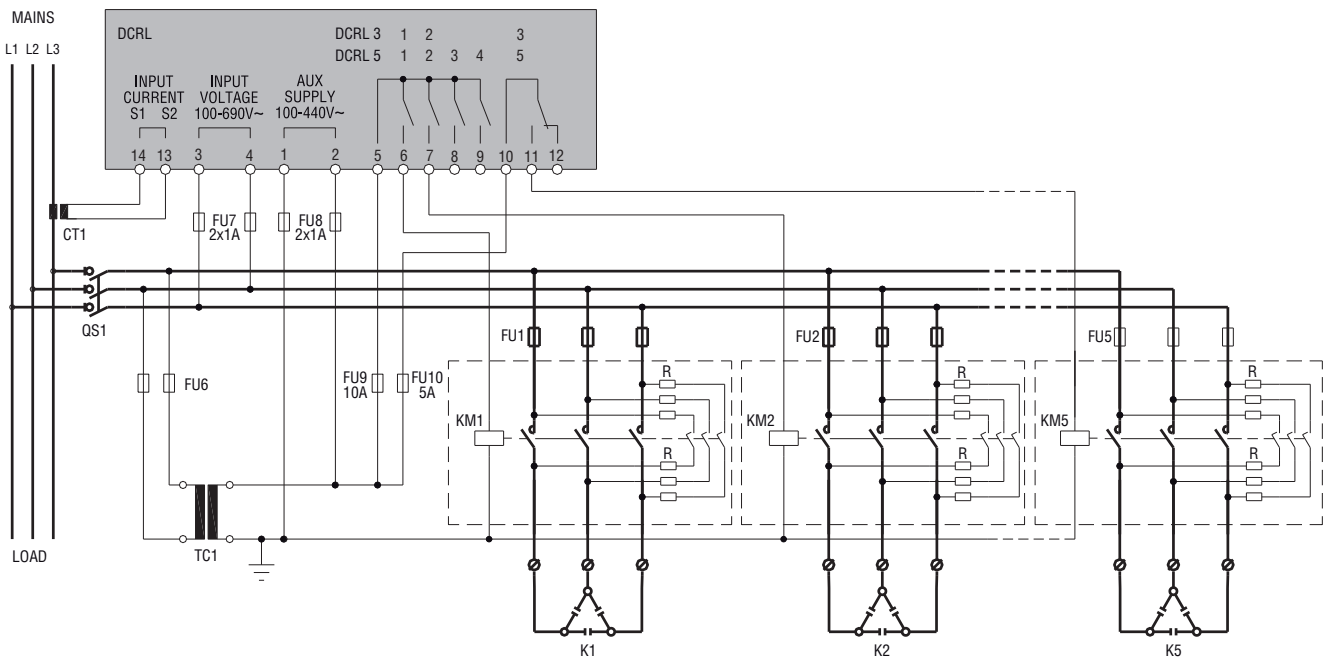 MAINS
L1 L2 L3
DCRL
DCRL 3 1 2 3
DCRL 5 1 2 3 4 5
INPUT CURRENT
S1 S2
INPUT VOLTAGE
100-690V~
AUX SUPPLY
100-440V~
14 13 3 4 1 2 5 6 7 8 9 10 11 12
CT1
FU7
2x1A
FU8
2x1A
QS1
FU1
FU2
FU5
FU6
FU9
10A
FU10
5A
R
R
R
KM1
KM2
KM5
R
R
R
LOAD
TC1
K1
K2
K5